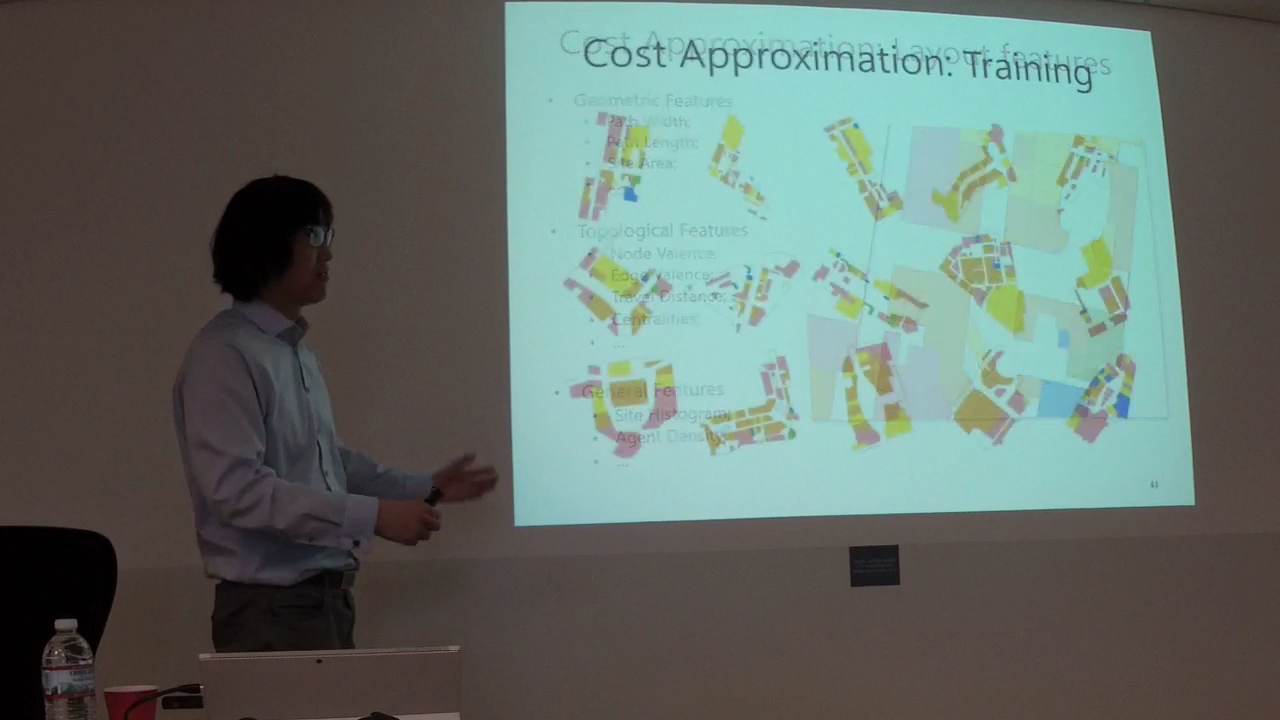 Cost Approximation: Layout features
Cost Approximation: Training
Geometric Features
Path Width;
Path Length;
Site Area;
Topological Features
Node Valence;
Edge Valence;
Travel Distance;
Centralities;
...
General Features
Site Histogram;
Agent Density;
...